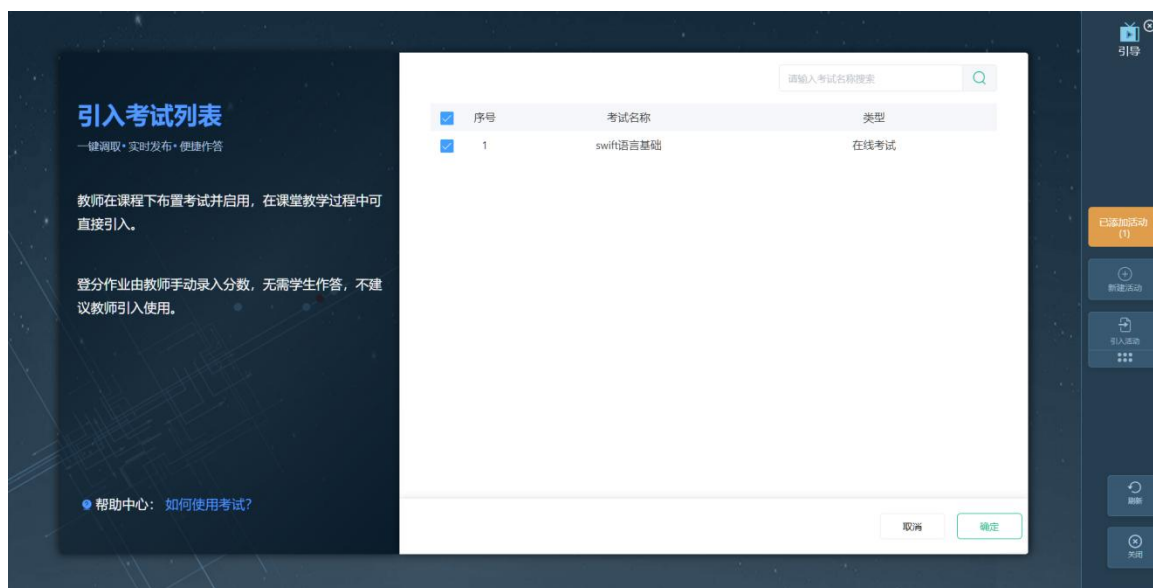 引导
请输入考试名称搜索
引入考试列表
一键调取•实时发布•便捷作答
序号 考试名称 类型
1 swift语言基础 在线考试
教师在课程下布置考试并启用，在课堂教学过程中可
直接引入。
登分作业由教师手动录入分数，无需学生作答，不建
议教师引入使用。
已添加活动
(1)
新建活动
引入活动
帮助中心： 如何使用考试?
取消 确定
刷新
关闭